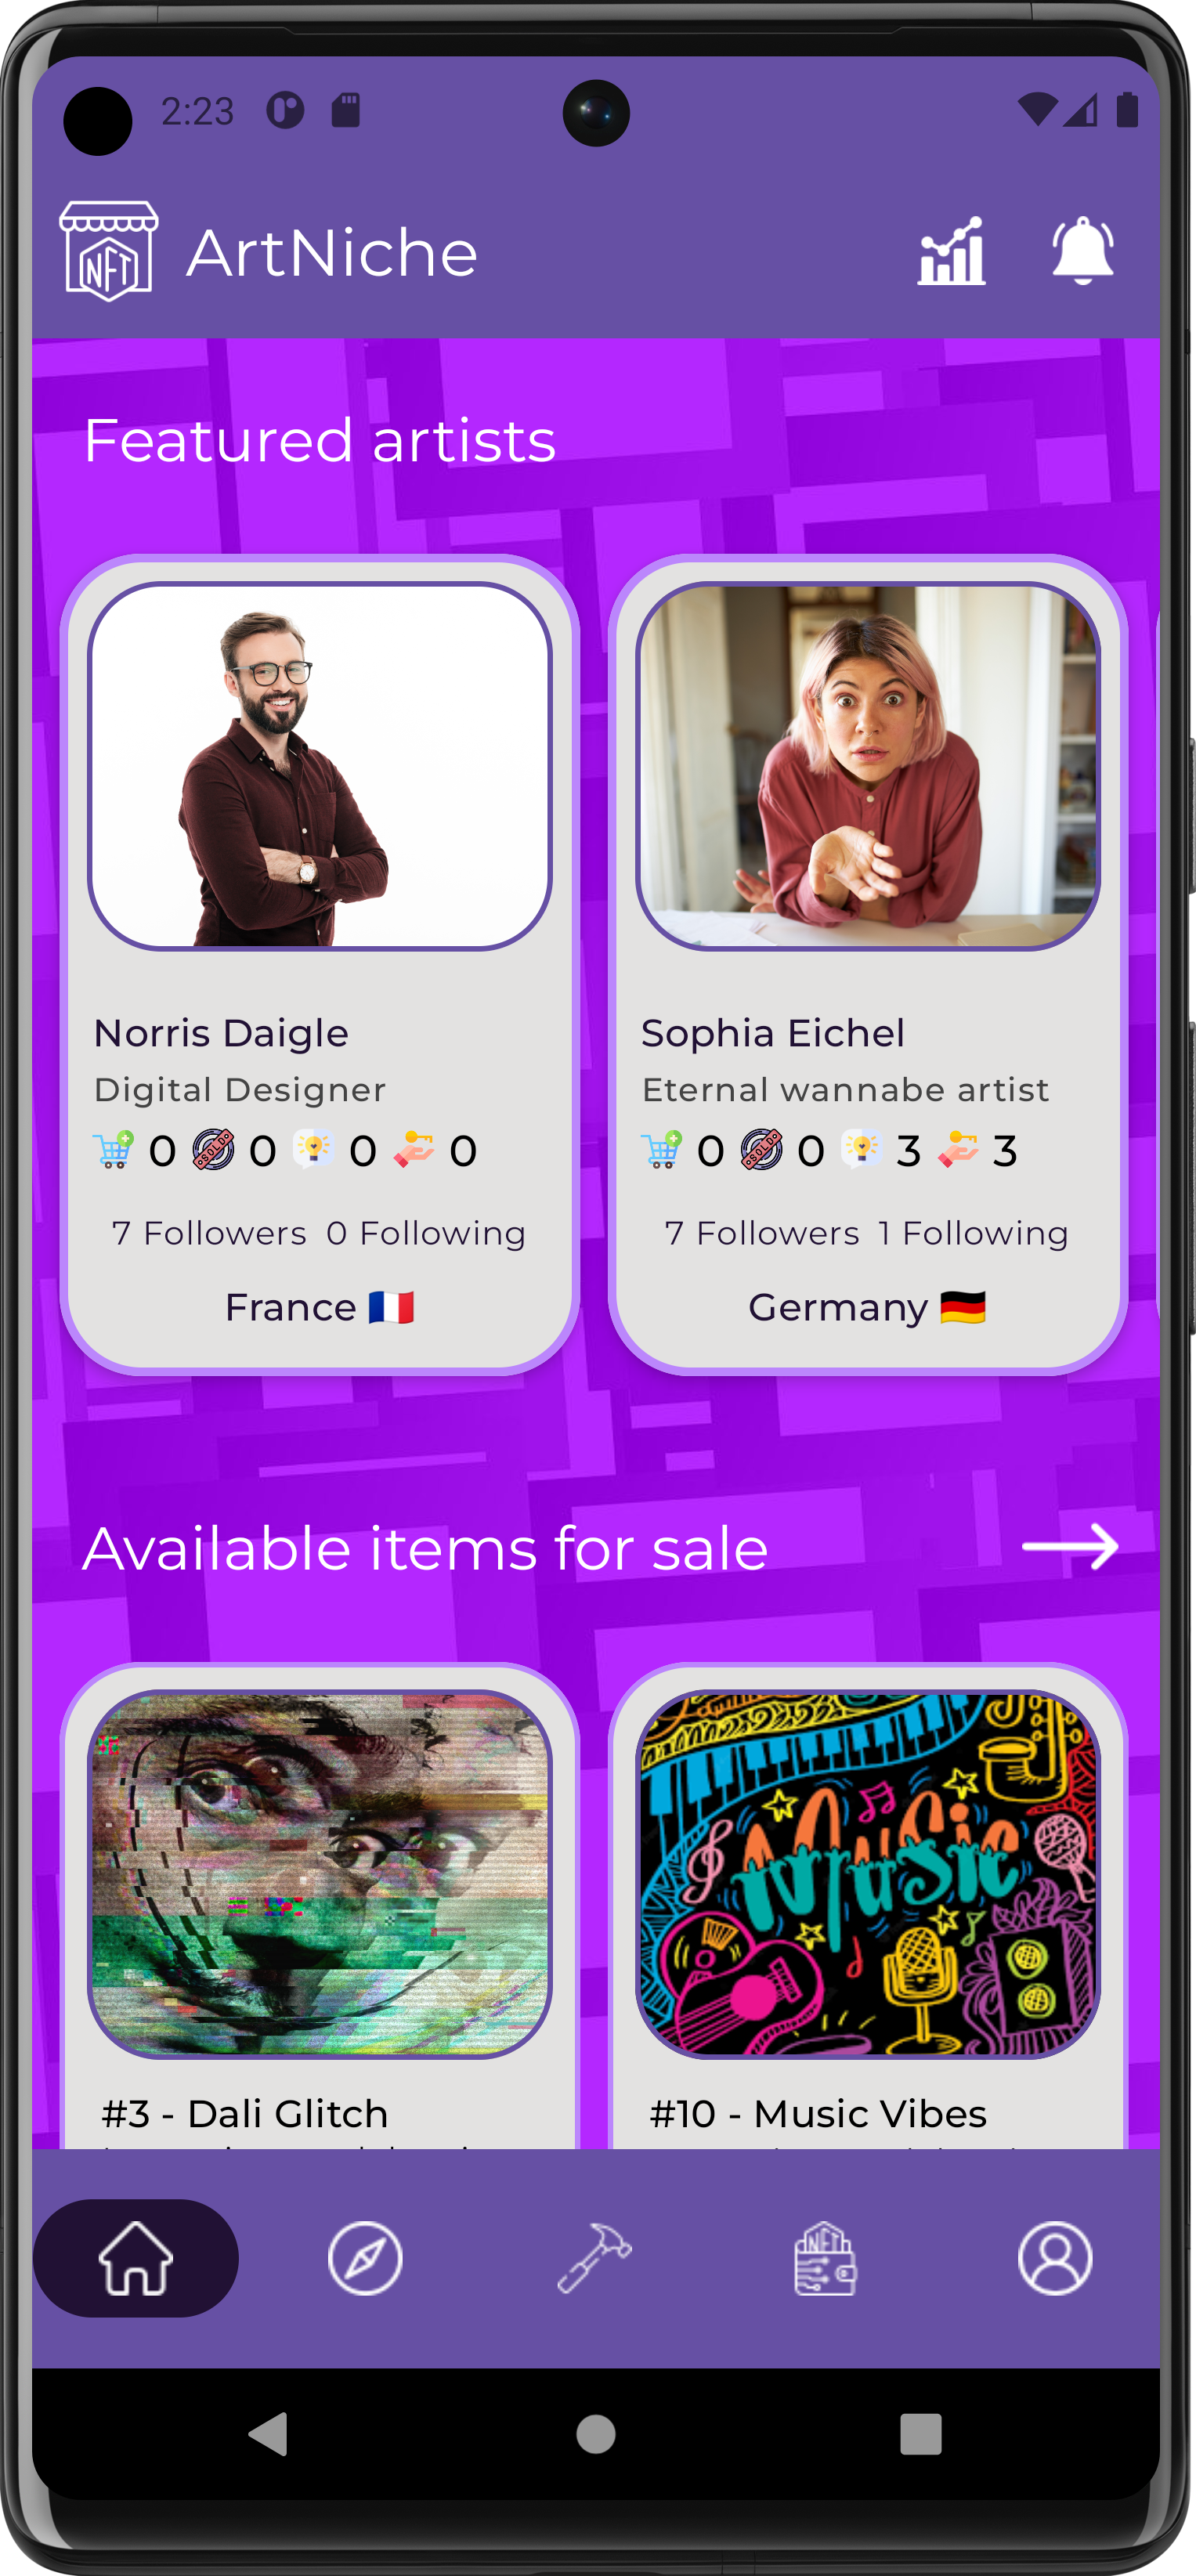 2:23
NFT
ArtNiche
Featured artists
Norris Daigle
Digital Designer
0 SOLD 0 0 0
7 Followers 0 Following
France 🇫🇷
Sophia Eichel
Eternal wannabe artist
0 SOLD 0 3 3
7 Followers 1 Following
Germany 🇩🇪
Available items for sale
Music
#3 - Dali Glitch
#10 - Music Vibes
NFT